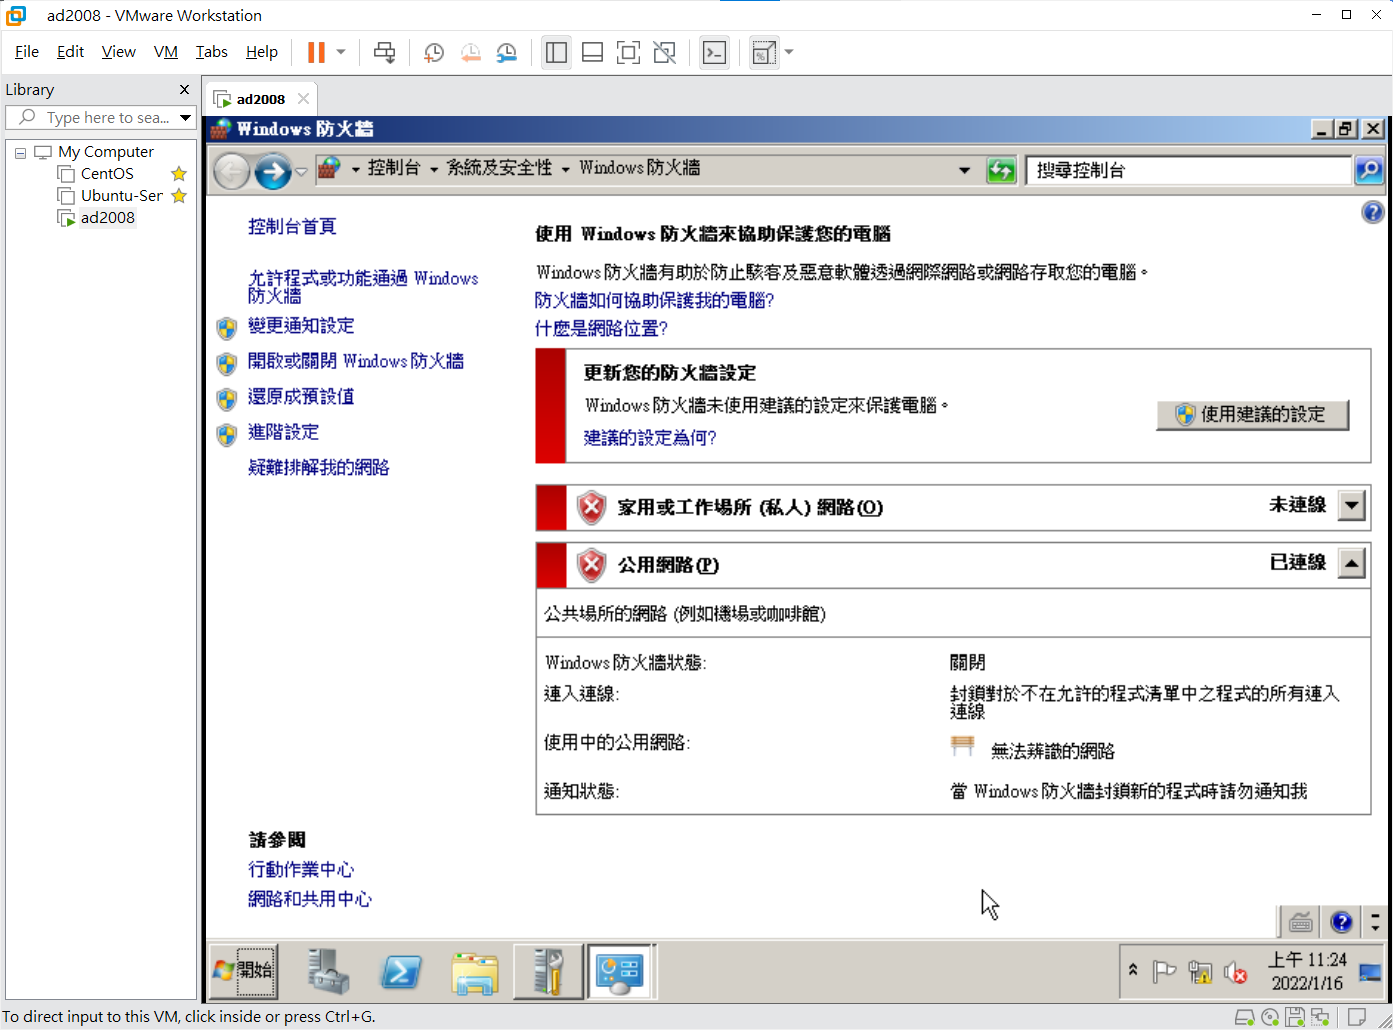 ad2008 - VMware Workstation
File Edit View VM Tabs Help
Library
Type here to sea...
My Computer
CentOS
Ubuntu-Ser
ad2008
ad2008
Windows 防火牆
控制台 系統及安全性 Windows 防火牆
搜尋控制台
控制台首頁
允許程式或功能通過 Windows
防火牆
變更通知設定
開啟或關閉 Windows 防火牆
還原成預設值
進階設定
疑難排解我的網路
請參閱
行動作業中心
網路和共用中心
使用 Windows 防火牆來協助保護您的電腦
Windows 防火牆有助於防止駭客及惡意軟體透過網際網路或網路存取您的電腦。
防火牆如何協助保護我的電腦?
什麼是網路位置?
更新您的防火牆設定
Windows 防火牆未使用建議的設定來保護電腦。
使用建議的設定
建議的設定為何?
家用或工作場所 (私人) 網路(O) 未連線
公用網路(P) 已連線
公共場所的網路 (例如機場或咖啡館)
Windows 防火牆狀態: 關閉
連入連線: 封鎖對於不在允許的程式清單中之程式的所有連入
連線
使用中的公用網路: 無法辨識的網路
通知狀態: 當 Windows 防火牆封鎖新的程式時請勿通知我
開始
上午 11:24
2022/1/16
To direct input to this VM, click inside or press Ctrl+G.